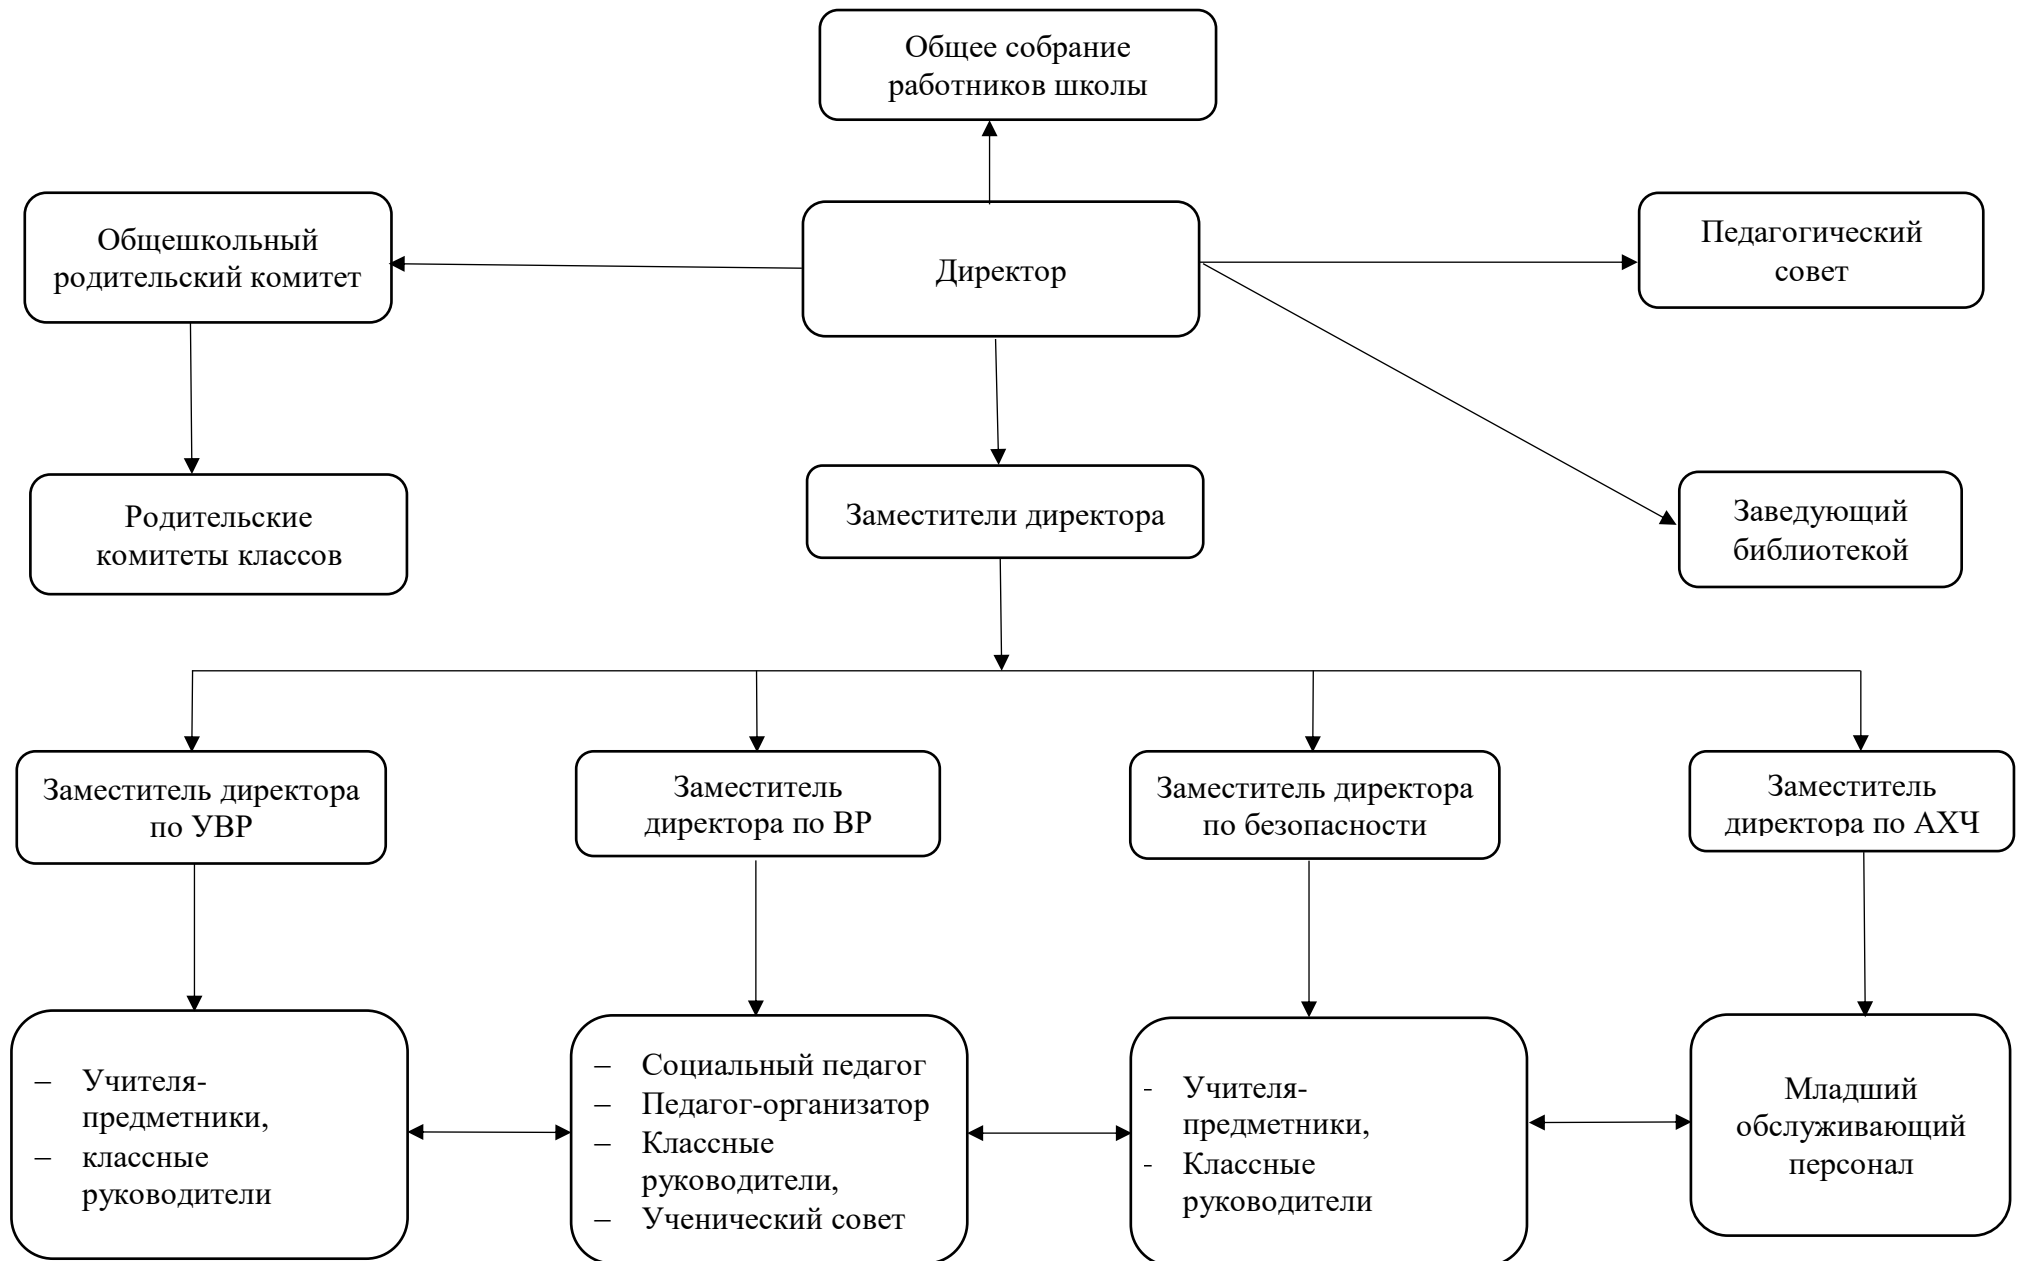 Общее собрание
работников школы
Общешкольный
родительский комитет
Директор
Педагогический
совет
Родительские
комитеты классов
Заместители директора
Заведующий
библиотекой
Заместитель директора
по УВР
Заместитель
директора по ВР
Заместитель директора
по безопасности
Заместитель
директора по АХЧ
– Учителя-
предметники,
– классные
руководители
– Социальный педагог
– Педагог-организатор
– Классные
руководители,
– Ученический совет
- Учителя-
предметники,
- Классные
руководители
Младший
обслуживающий
персонал